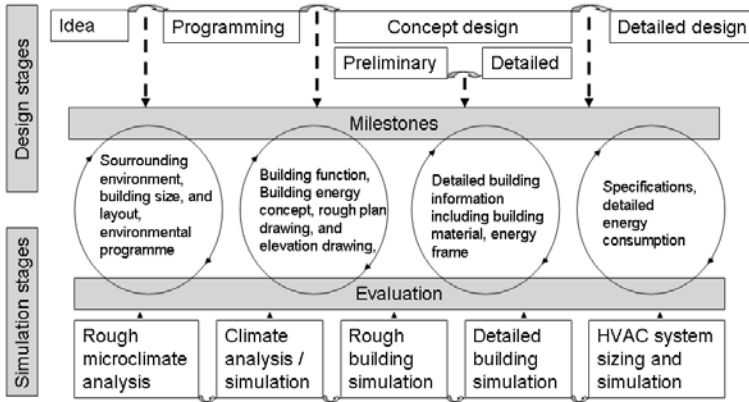 Design stages
Idea
Programming
Concept design
Detailed design
Preliminary
Detailed
Milestones
Sourrounding
environment,
building size, and
layout,
environmental
programme
Building function,
Building energy
concept, rough plan
drawing, and
elevation drawing,
Detailed building
information
including building
material, energy
frame
Specifications,
detailed
energy
consumption
Simulation stages
Evaluation
Rough
microclimate
analysis
Climate
analysis /
simulation
Rough
building
simulation
Detailed
building
simulation
HVAC system
sizing and
simulation